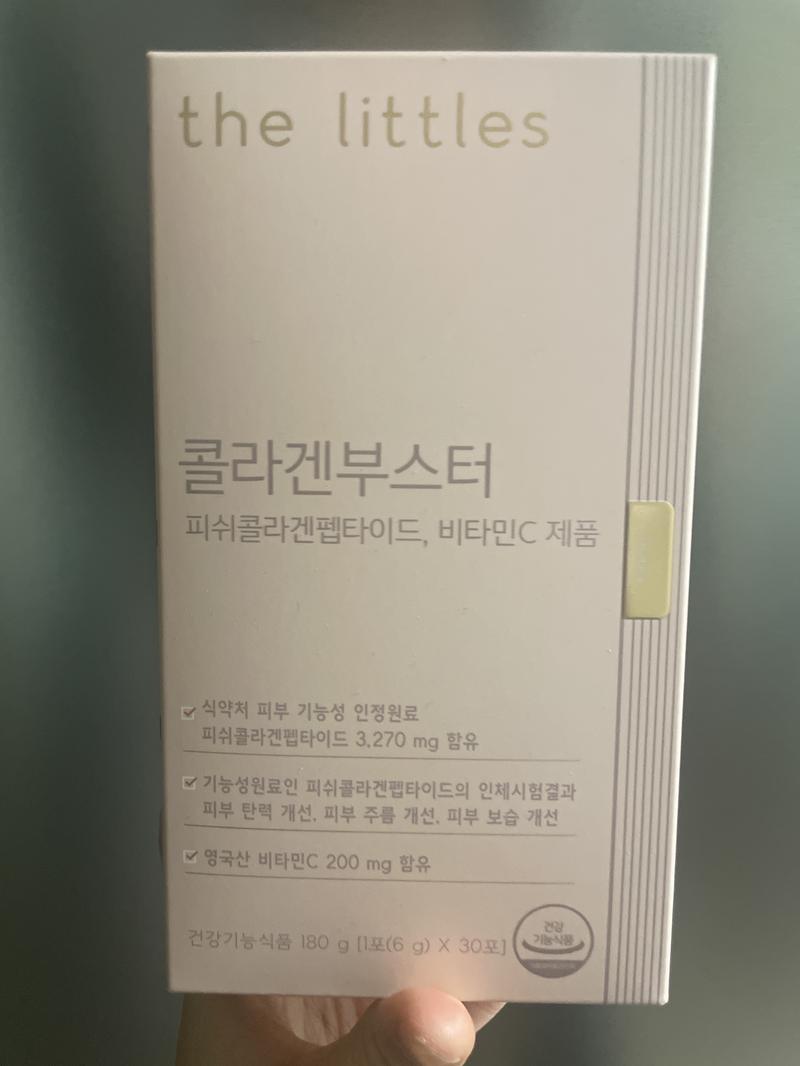 the littles
콜라겐부스터
피쉬콜라겐펩타이드, 비타민C 제품
식약처 피부 기능성 인정원료
피쉬콜라겐펩타이드 3,270 mg 함유
기능성원료인 피쉬콜라겐펩타이드의 인체시험결과
피부 탄력 개선, 피부 주름 개선, 피부 보습 개선
영국산 비타민C 200 mg 함유
건강기능식품 180 g [1포(6 g) X 30포]
건강
기능식품